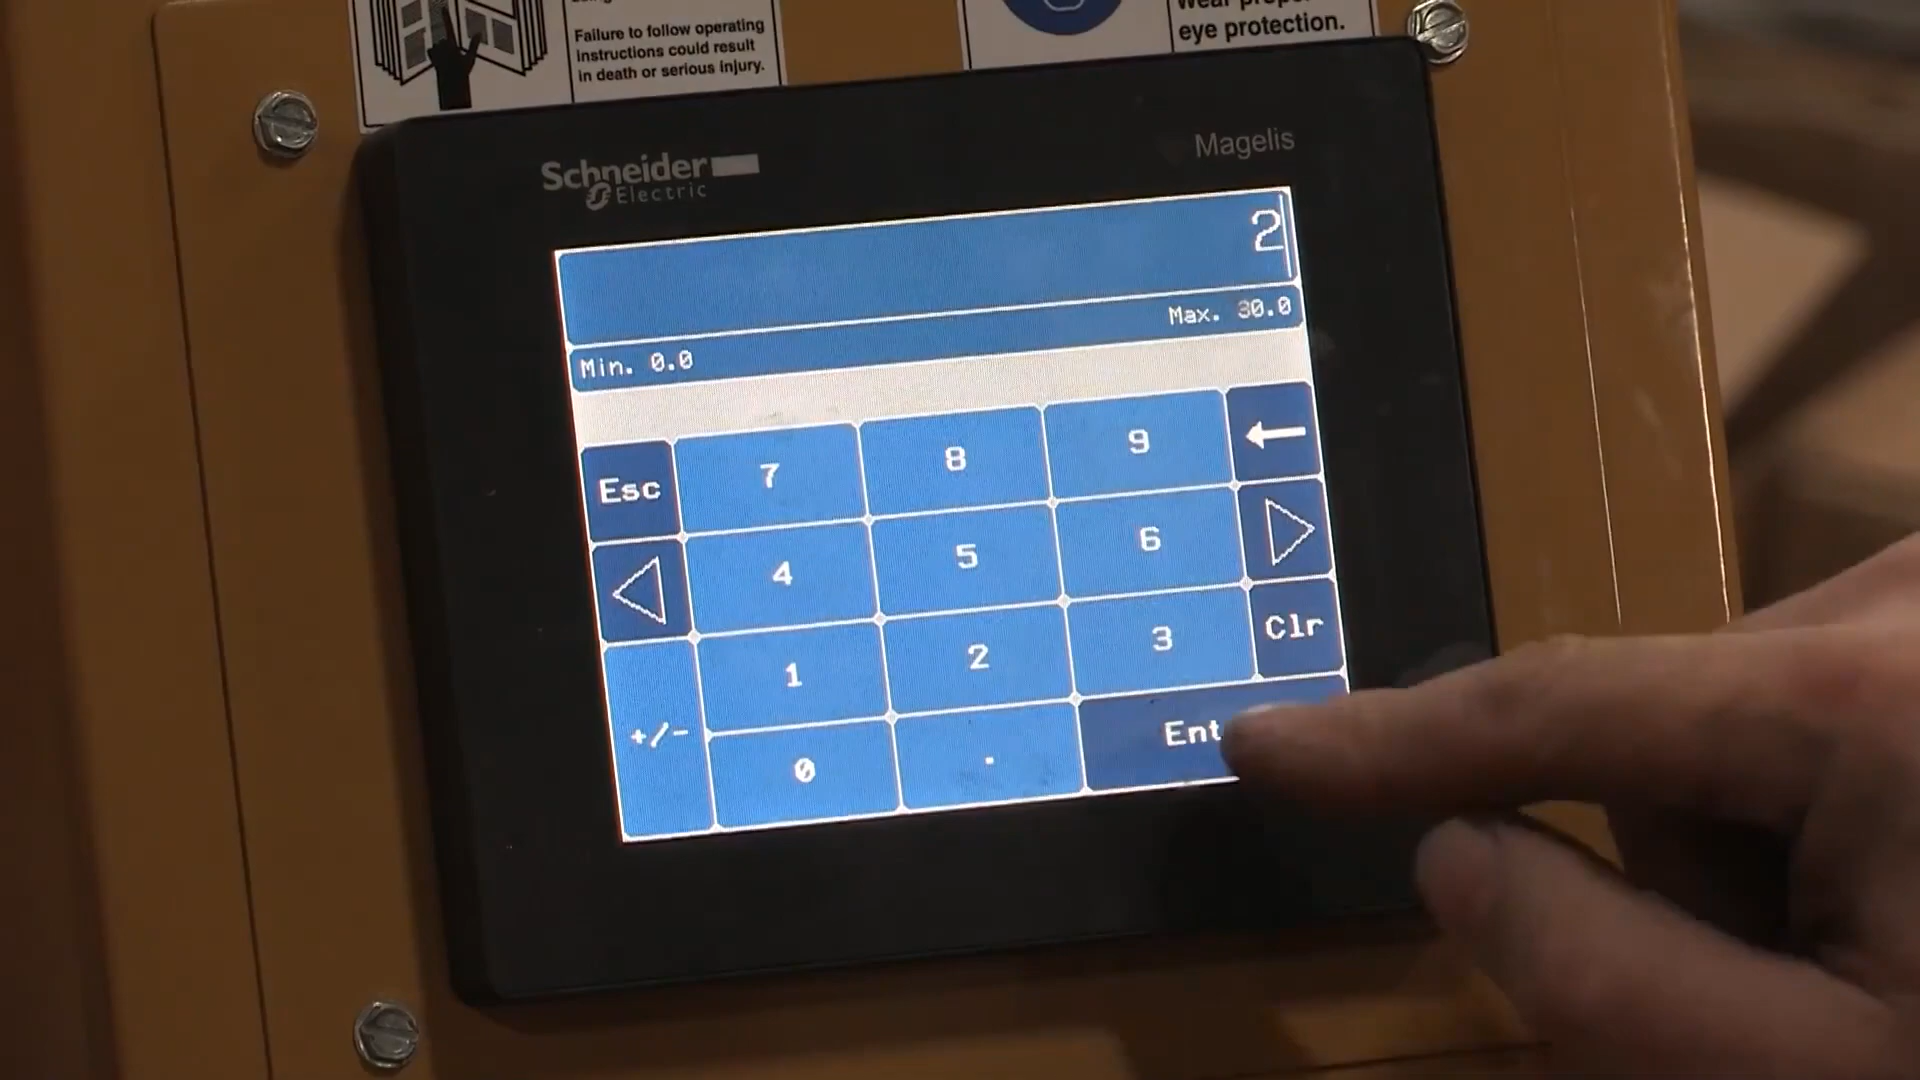 Failure to follow operating
instructions could result
in death or serious injury.
eye protection.
Schneider
Electric
Magelis
2
Min. 0.0
Max. 30.0
Esc
7
8
9
4
5
6
1
2
3
Clr
+/-
0
.
Ent